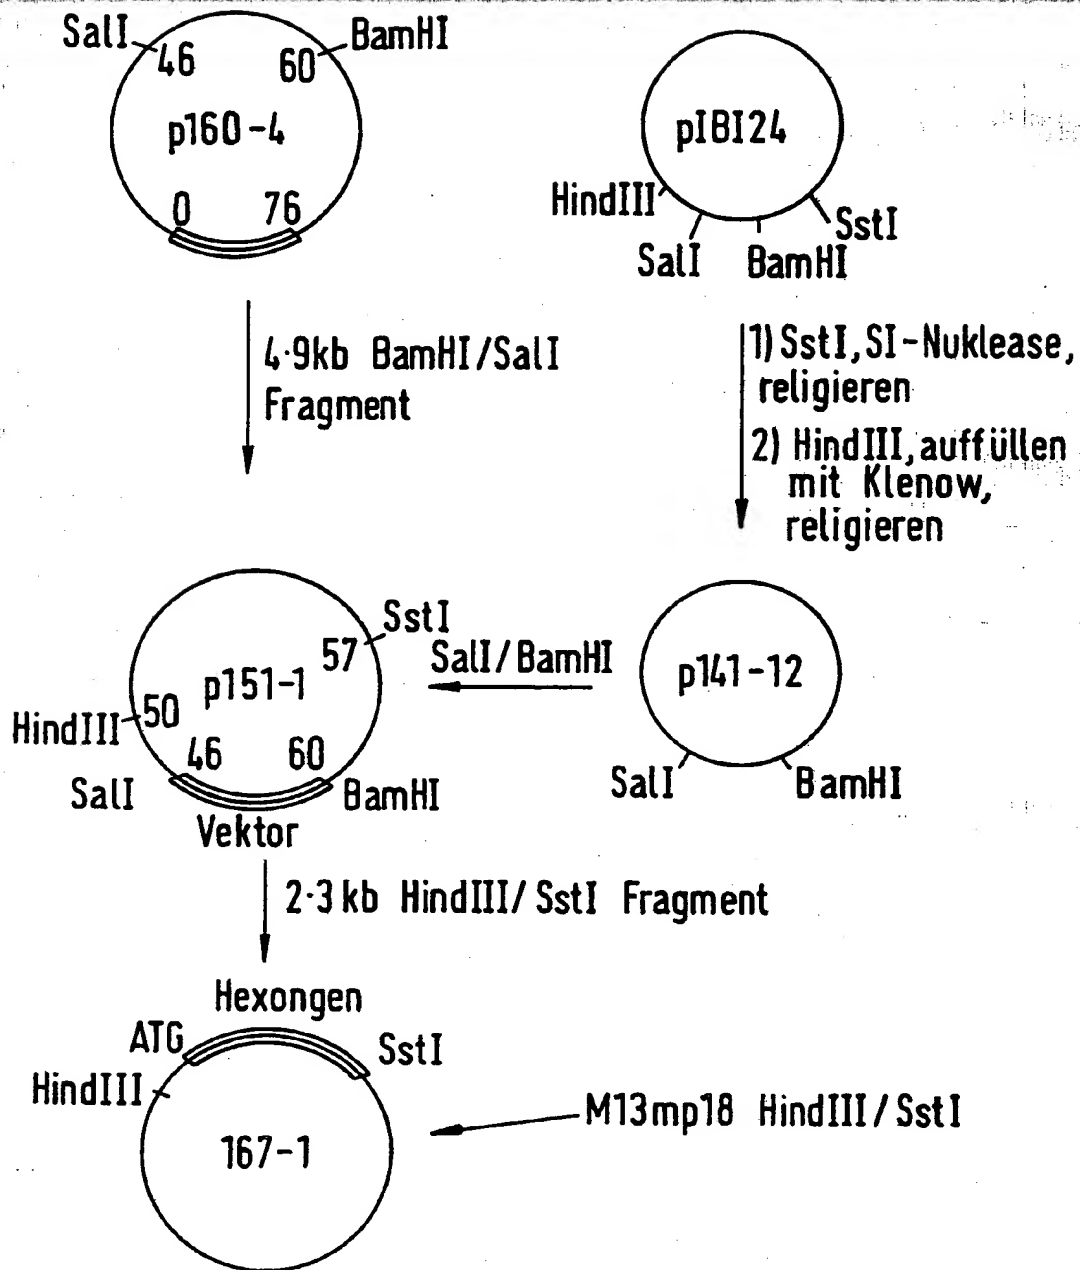 SalI
46
60
BamHI
p160-4
0
76
pIBI24
HindIII
SalI
BamHI
SstI
4·9kb BamHI/SalI
Fragment
1) SstI, SI-Nuklease,
religieren
2) HindIII, auffüllen
mit Klenow,
religieren
SstI
57
p151-1
HindIII
50
46
60
SalI
BamHI
Vektor
SalI/BamHI
p141-12
SalI
BamHI
2·3kb HindIII/SstI Fragment
Hexongen
ATG
SstI
HindIII
167-1
M13mp18 HindIII/SstI